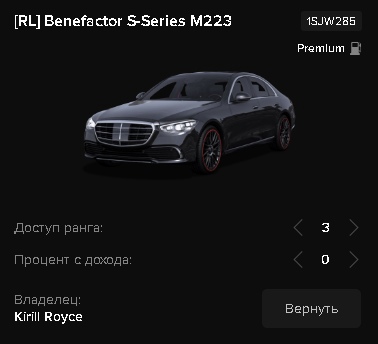 [RL] Benefactor S-Series M223
1SJW285
Premium
Доступ ранга:
3
Процент с дохода:
0
Владелец:
Kirill Royce
Вернуть